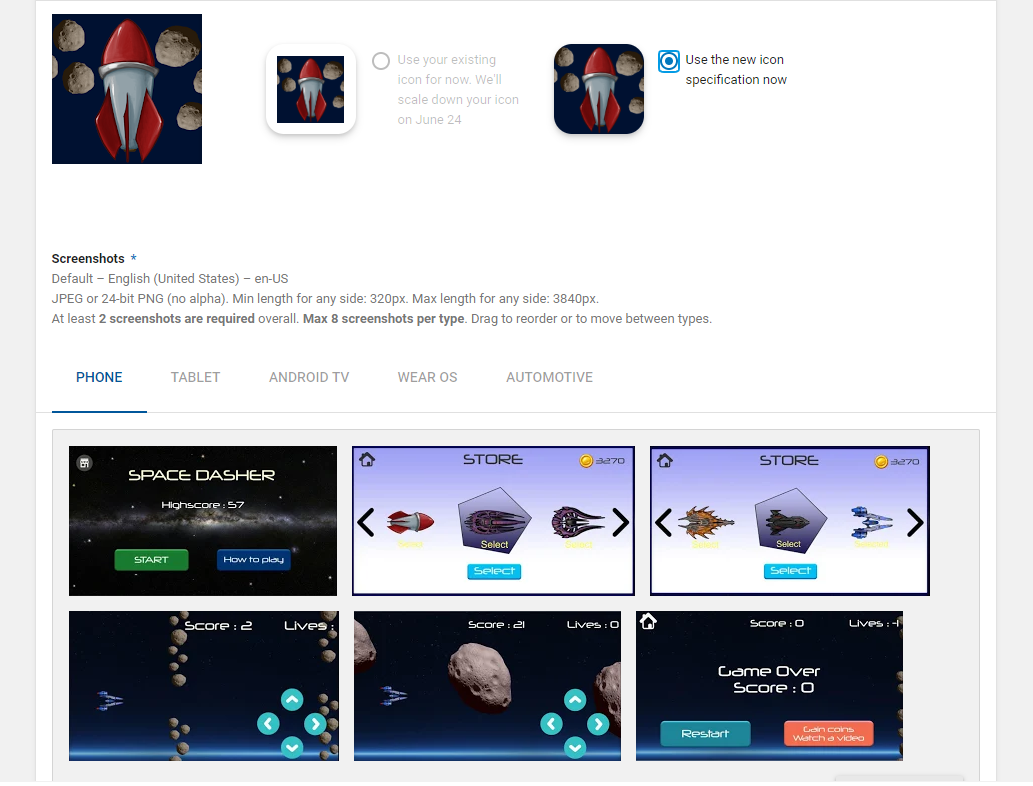 Use your existing
icon for now. We'll
scale down your icon
on June 24
Use the new icon
specification now
Screenshots *
Default – English (United States) – en-US
JPEG or 24-bit PNG (no alpha). Min length for any side: 320px. Max length for any side: 3840px.
At least 2 screenshots are required overall. Max 8 screenshots per type. Drag to reorder or to move between types.
PHONE TABLET ANDROID TV WEAR OS AUTOMOTIVE
SPACE DASHER
Highscore : 57
START How to play
STORE 3270
Select Select Select
Select
STORE 3270
Select Select Selected
Select
Score : 2 Lives :
Score : 21 Lives : 0
Score : 0 Lives : -1
Game Over
Score : 0
Restart
Gain coins
Watch a video